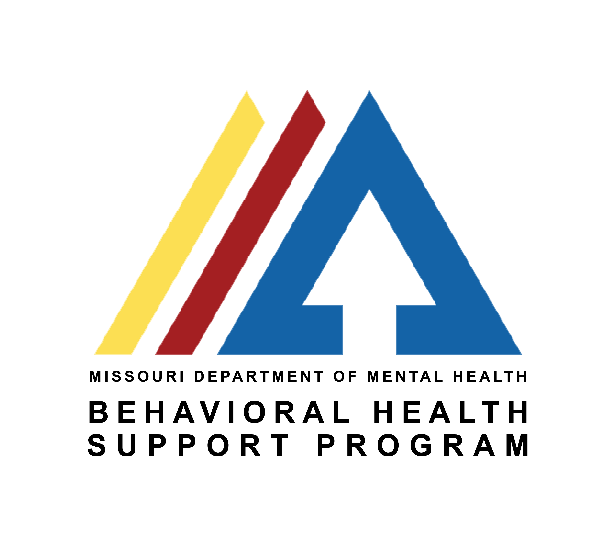 MISSOURI DEPARTMENT OF MENTAL HEALTH
BEHAVIORAL HEALTH
SUPPORT PROGRAM